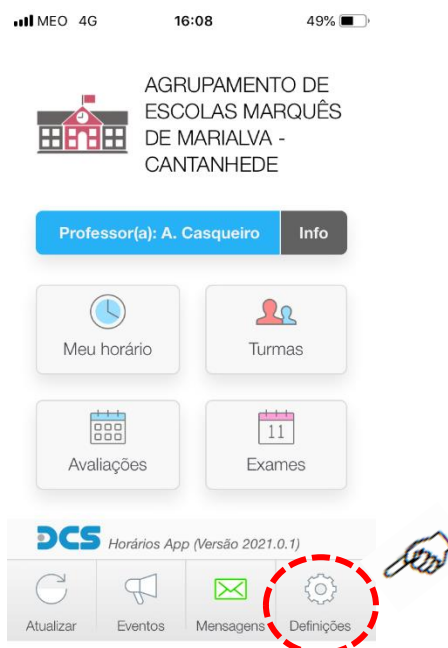 MEO 4G 16:08 49%
AGRUPAMENTO DE
ESCOLAS MARQUÊS
DE MARIALVA -
CANTANHEDE
Professor(a): A. Casqueiro Info
Meu horário Turmas
11
Avaliações Exames
DCS Horários App (Versão 2021.0.1)
Atualizar Eventos Mensagens Definições